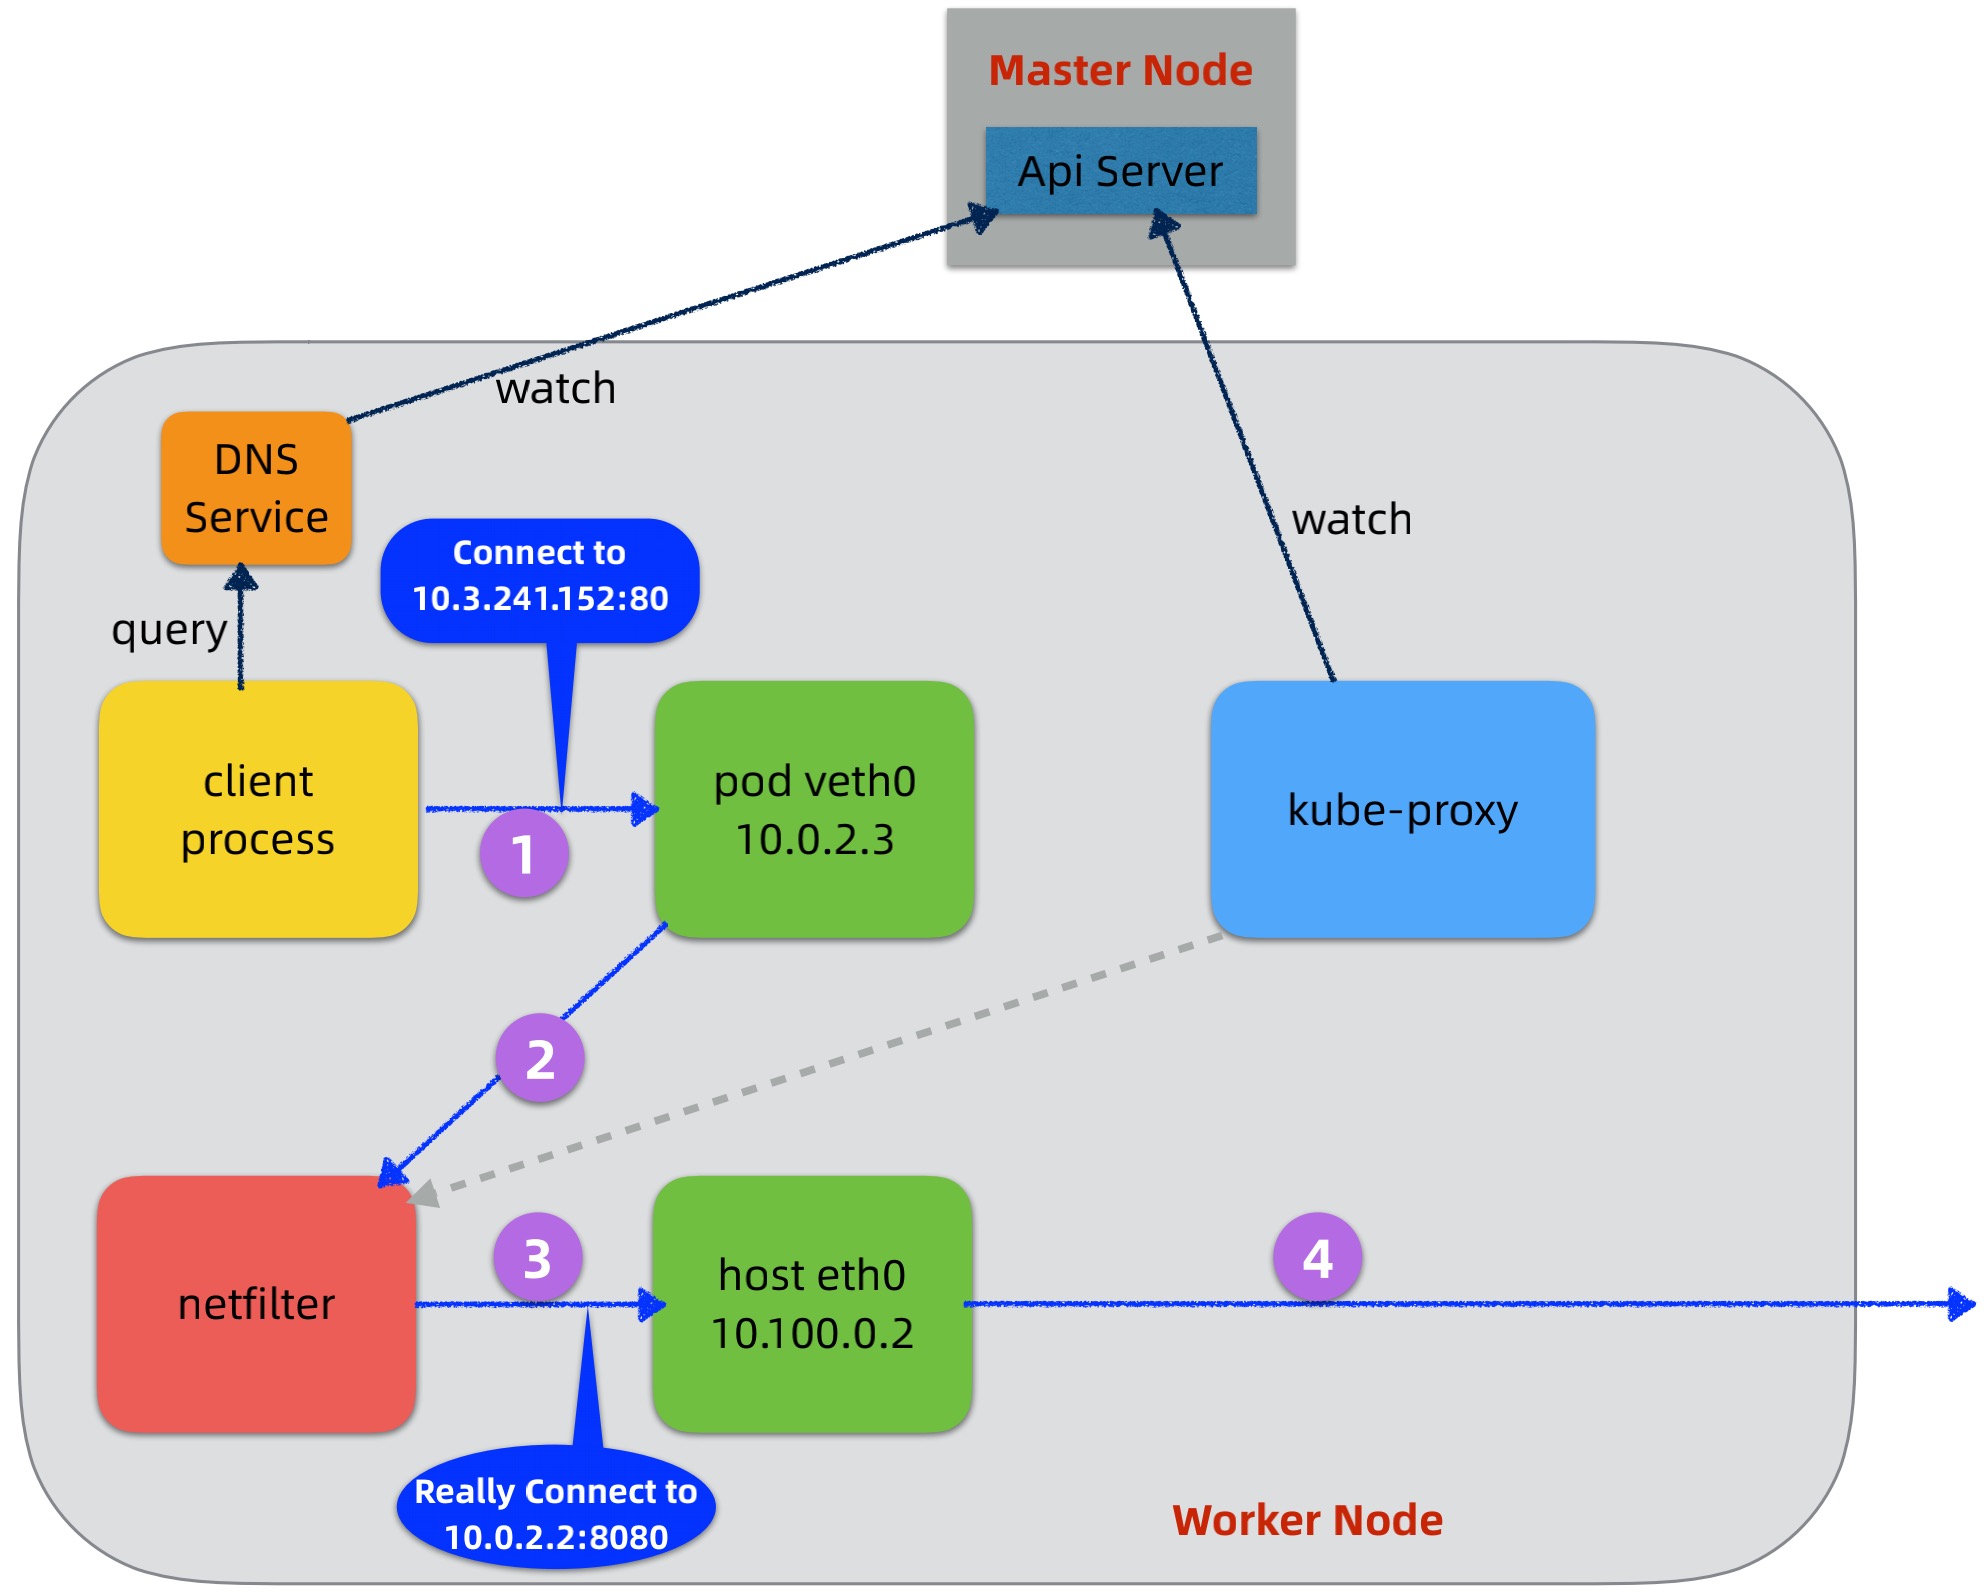 Master Node
Api Server
watch
DNS
Service
watch
Connect to
10.3.241.152:80
query
client
process
1
pod veth0
10.0.2.3
kube-proxy
2
netfilter
3
host eth0
10.100.0.2
4
Really Connect to
10.0.2.2:8080
Worker Node